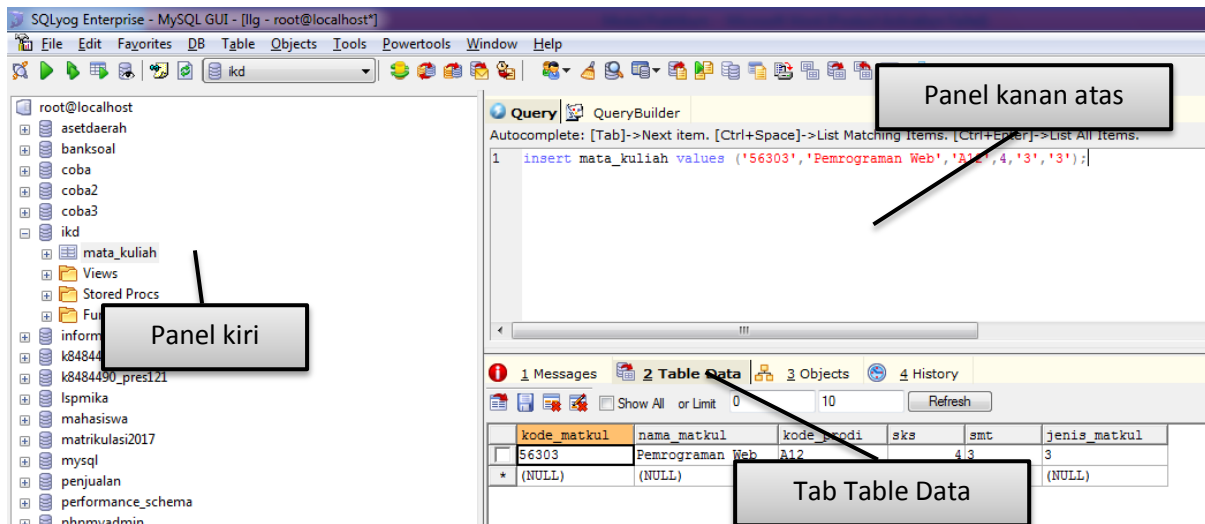 SQLyog Enterprise - MySQL GUI - [llg - root@localhost*]
File Edit Favorites DB Table Objects Tools Powertools Window Help
ikd
root@localhost
asetdaerah
banksoal
coba
coba2
coba3
ikd
mata_kuliah
Views
Stored Procs
Fu
inform
k8484
k8484490_pres121
lspmika
mahasiswa
matrikulasi2017
mysql
penjualan
performance_schema
phpmyadmin
Panel kiri
Query QueryBuilder
Autocomplete: [Tab]->Next item. [Ctrl+Space]->List Matching Items. [Ctrl+Enter]->List All Items.
1 insert mata_kuliah values ('56303','Pemrograman Web','A12',4,'3','3');
Panel kanan atas
1 Messages 2 Table Data 3 Objects 4 History
Show All or Limit 0 10 Refresh
kode_matkul nama_matkul kode_prodi sks smt jenis_matkul
56303 Pemrograman Web A12 4 3 3
* (NULL) (NULL) (NULL)
Tab Table Data